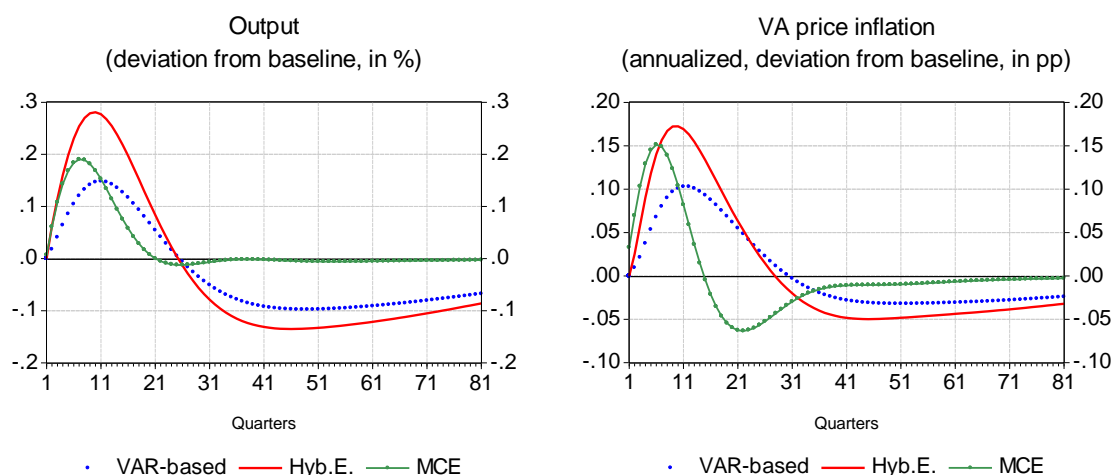 Output
(deviation from baseline, in %)
.3 .3
.2 .2
.1 .1
.0 .0
-.1 -.1
-.2 -.2
1 11 21 31 41 51 61 71 81
Quarters
VAR-based Hyb.E. MCE
VA price inflation
(annualized, deviation from baseline, in pp)
.20 .20
.15 .15
.10 .10
.05 .05
.00 .00
-.05 -.05
-.10 -.10
1 11 21 31 41 51 61 71 81
Quarters
VAR-based Hyb.E. MCE